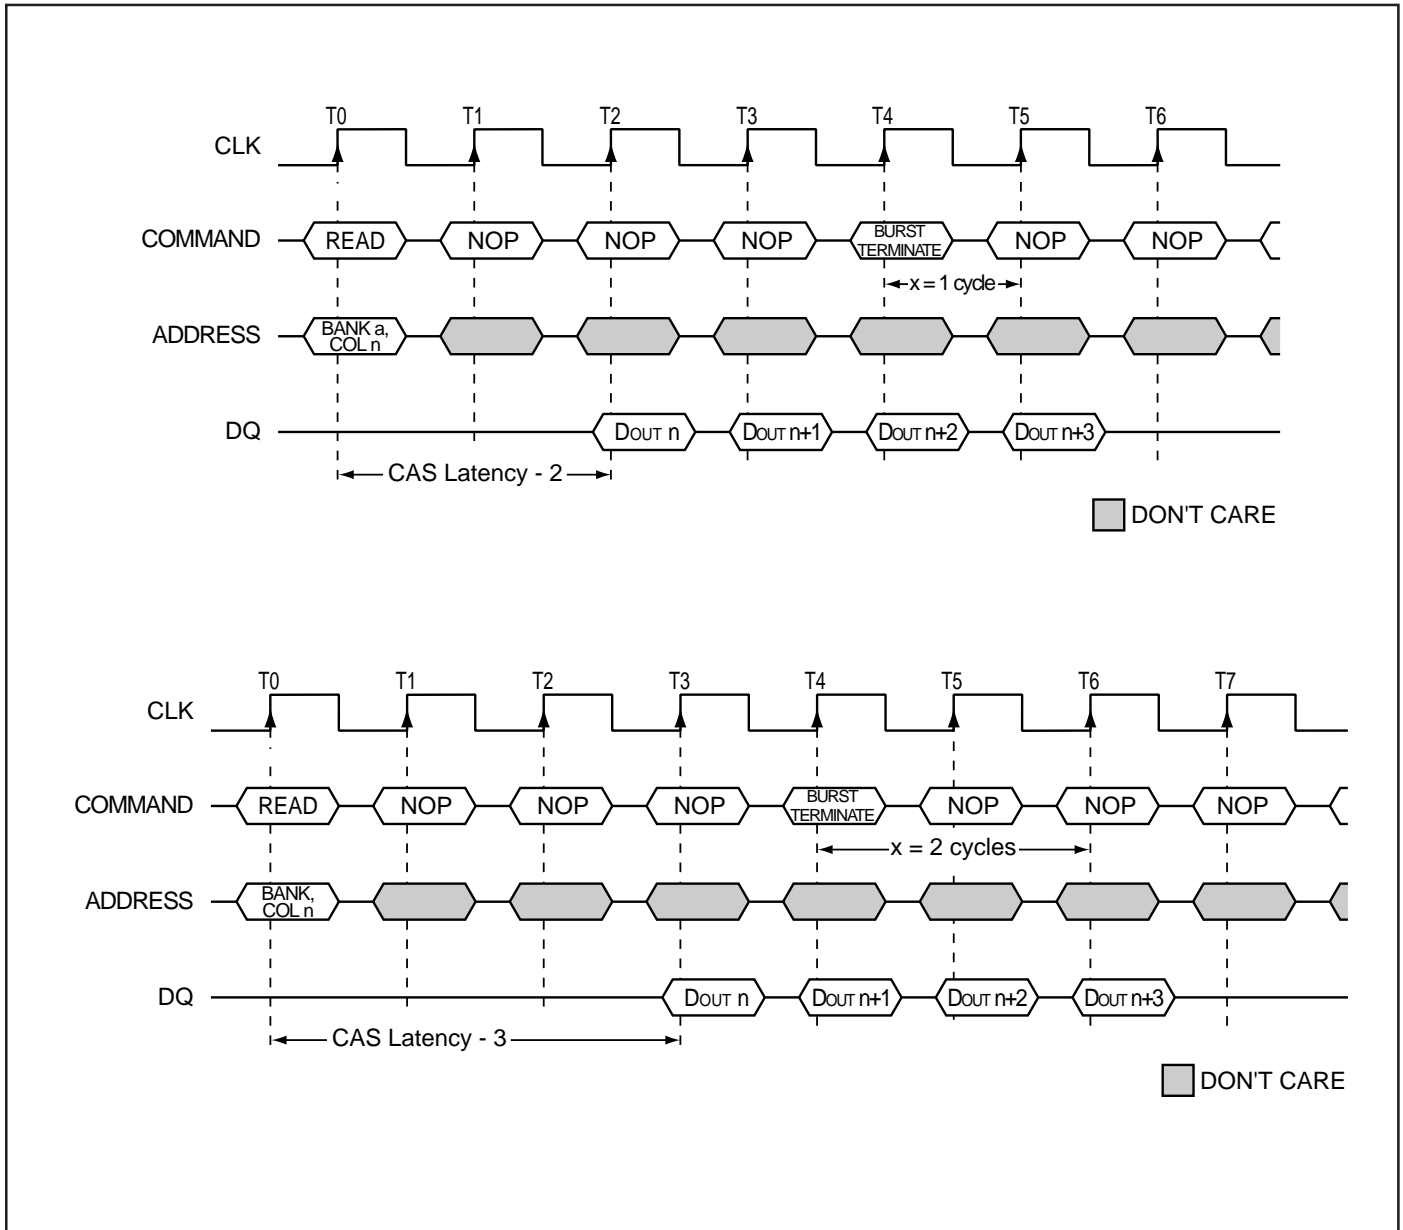 T0 T1 T2 T3 T4 T5 T6
CLK
COMMAND READ NOP NOP NOP BURST TERMINATE NOP NOP
x = 1 cycle
ADDRESS BANK a, COL n
DQ DOUT n DOUT n+1 DOUT n+2 DOUT n+3
CAS Latency - 2
DON'T CARE
T0 T1 T2 T3 T4 T5 T6 T7
CLK
COMMAND READ NOP NOP NOP BURST TERMINATE NOP NOP NOP
x = 2 cycles
ADDRESS BANK, COL n
DQ DOUT n DOUT n+1 DOUT n+2 DOUT n+3
CAS Latency - 3
DON'T CARE